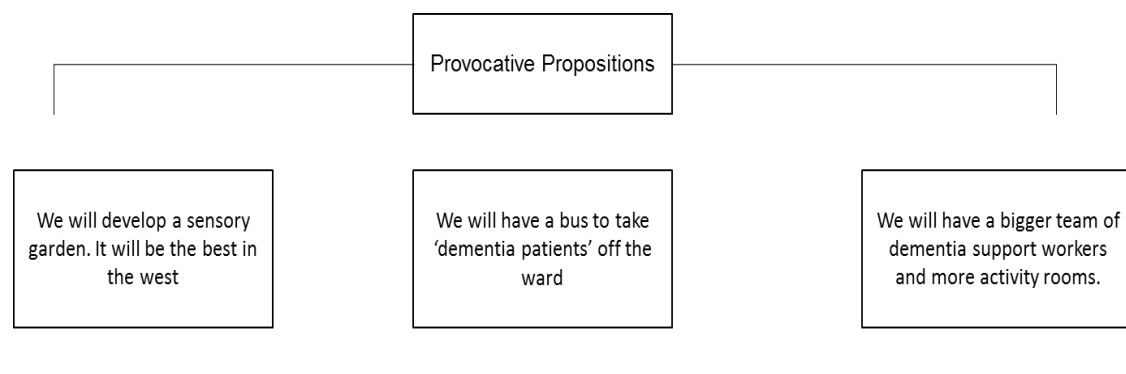 Provocative Propositions
We will develop a sensory
garden. It will be the best in
the west
We will have a bus to take
‘dementia patients’ off the
ward
We will have a bigger team of
dementia support workers
and more activity rooms.